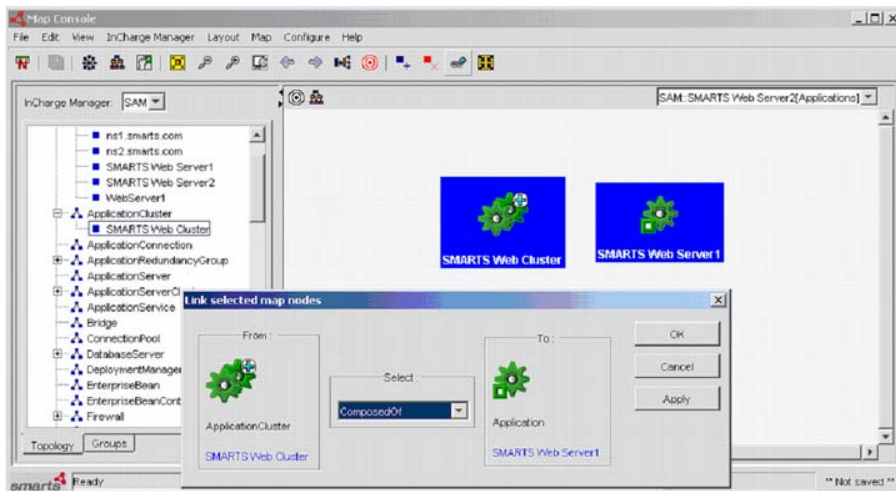 Map Console
File Edit View InCharge Manager Layout Map Configure Help
InCharge Manager: SAM
SAM::SMARTS Web Server2[Applications]
ns1.smarts.com
ns2.smarts.com
SMARTS Web Server1
SMARTS Web Server2
WebServer1
ApplicationCluster
SMARTS Web Cluster
ApplicationConnection
ApplicationRedundancyGroup
ApplicationServer
ApplicationServerCl
ApplicationService
Bridge
ConnectionPool
DatabaseServer
DeploymentManager
EnterpriseBean
EnterpriseBeanCont
Firewall
Topology Groups
SMARTS Web Cluster
SMARTS Web Server1
Link selected map nodes
From :
ApplicationCluster
SMARTS Web Cluster
Select :
ComposedOf
To :
Application
SMARTS Web Server1
OK
Cancel
Apply
smarts Ready
** Not saved **